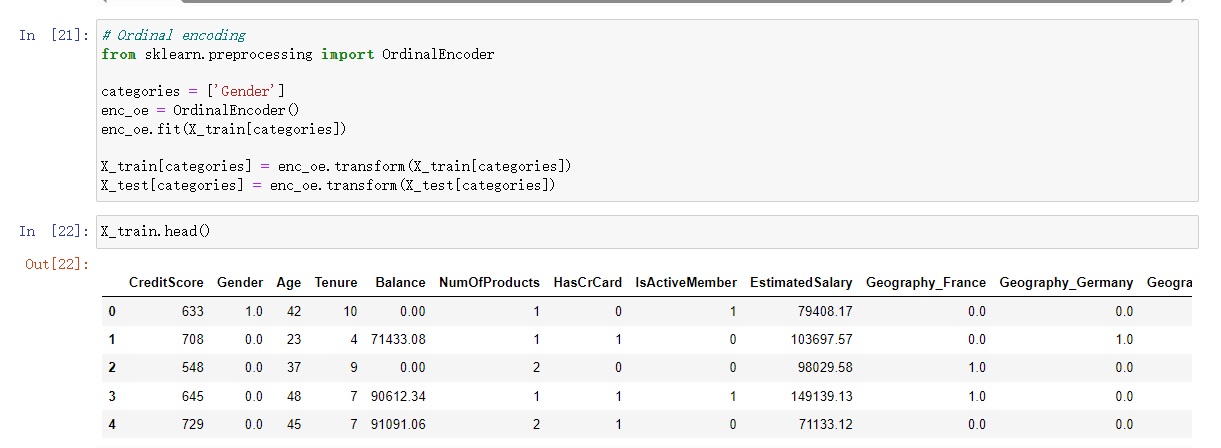 In [21]: # Ordinal encoding
from sklearn.preprocessing import OrdinalEncoder
categories = ['Gender']
enc_oe = OrdinalEncoder()
enc_oe.fit(X_train[categories])
X_train[categories] = enc_oe.transform(X_train[categories])
X_test[categories] = enc_oe.transform(X_test[categories])
In [22]: X_train.head()
Out[22]:
CreditScore Gender Age Tenure Balance NumOfProducts HasCrCard IsActiveMember EstimatedSalary Geography_France Geography_Germany Geogra
0 633 1.0 42 10 0.00 1 0 1 79408.17 0.0 0.0
1 708 0.0 23 4 71433.08 1 1 0 103697.57 0.0 1.0
2 548 0.0 37 9 0.00 2 0 0 98029.58 1.0 0.0
3 645 0.0 48 7 90612.34 1 1 1 149139.13 1.0 0.0
4 729 0.0 45 7 91091.06 2 1 0 71133.12 0.0 0.0